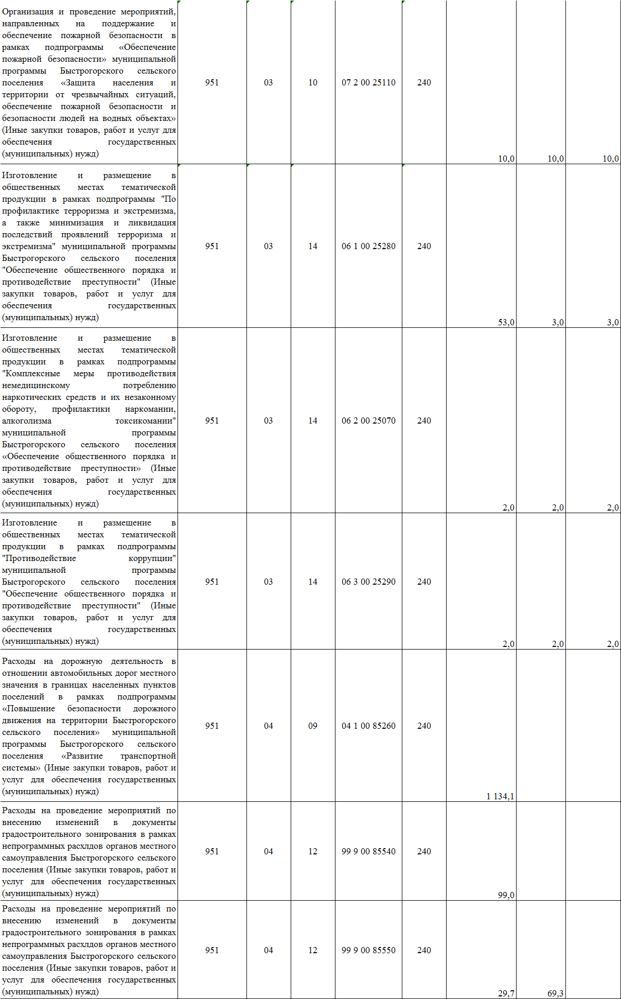 Организация и проведение мероприятий,
направленных на поддержание и
обеспечение пожарной безопасности в
рамках подпрограммы «Обеспечение
пожарной безопасности» муниципальной
программы Быстрогорского сельского
поселения «Защита населения и
территории от чрезвычайных ситуаций,
обеспечение пожарной безопасности и
безопасности людей на водных объектах»
(Иные закупки товаров, работ и услуг для
обеспечения государственных
(муниципальных) нужд)
951 03 10 07 2 00 25110 240 10,0 10,0 10,0
Изготовление и размещение в
общественных местах тематической
продукции в рамках подпрограммы "По
профилактике терроризма и экстремизма,
а также минимизация и ликвидация
последствий проявлений терроризма и
экстремизма" муниципальной программы
Быстрогорского сельского поселения
"Обеспечение общественного порядка и
противодействие преступности" (Иные
закупки товаров, работ и услуг для
обеспечения государственных
(муниципальных) нужд)
951 03 14 06 1 00 25280 240 53,0 3,0 3,0
Изготовление и размещение в
общественных местах тематической
продукции в рамках подпрограммы
"Комплексные меры противодействия
немедицинскому потреблению
наркотических средств и их незаконному
обороту, профилактики наркомании,
алкоголизма токсикомании"
муниципальной программы
Быстрогорского сельского поселения
«Обеспечение общественного порядка и
противодействие преступности» (Иные
закупки товаров, работ и услуг для
обеспечения государственных
(муниципальных) нужд)
951 03 14 06 2 00 25070 240 2,0 2,0 2,0
Изготовление и размещение в
общественных местах тематической
продукции в рамках подпрограммы
"Противодействие коррупции"
муниципальной программы
Быстрогорского сельского поселения
"Обеспечение общественного порядка и
противодействие преступности" (Иные
закупки товаров, работ и услуг для
обеспечения государственных
(муниципальных) нужд)
951 03 14 06 3 00 25290 240 2,0 2,0 2,0
Расходы на дорожную деятельность в
отношении автомобильных дорог местного
значения в границах населенных пунктов
поселений в рамках подпрограммы
«Повышение безопасности дорожного
движения на территории Быстрогорского
сельского поселения» муниципальной
программы Быстрогорского сельского
поселения «Развитие транспортной
системы» (Иные закупки товаров, работ и
услуг для обеспечения государственных
(муниципальных) нужд)
951 04 09 04 1 00 85260 240 1 134,1
Расходы на проведение мероприятий по
внесению изменений в документы
градостроительного зонирования в рамках
непрограммных расхлдов органов местного
самоуправления Быстрогорского сельского
поселения (Иные закупки товаров, работ и
услуг для обеспечения государственных
(муниципальных) нужд)
951 04 12 99 9 00 85540 240 99,0
Расходы на проведение мероприятий по
внесению изменений в документы
градостроительного зонирования в рамках
непрограммных расхлдов органов местного
самоуправления Быстрогорского сельского
поселения (Иные закупки товаров, работ и
услуг для обеспечения государственных
(муниципальных) нужд)
951 04 12 99 9 00 85550 240 29,7 69,3